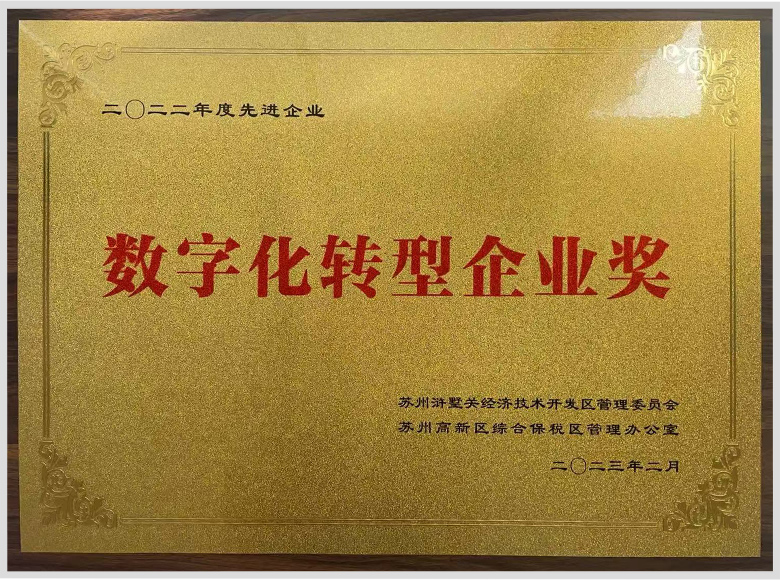 二〇二二年度先进企业
数字化转型企业奖
苏州浒墅关经济技术开发区管理委员会
苏州高新区综合保税区管理办公室
二〇二三年二月